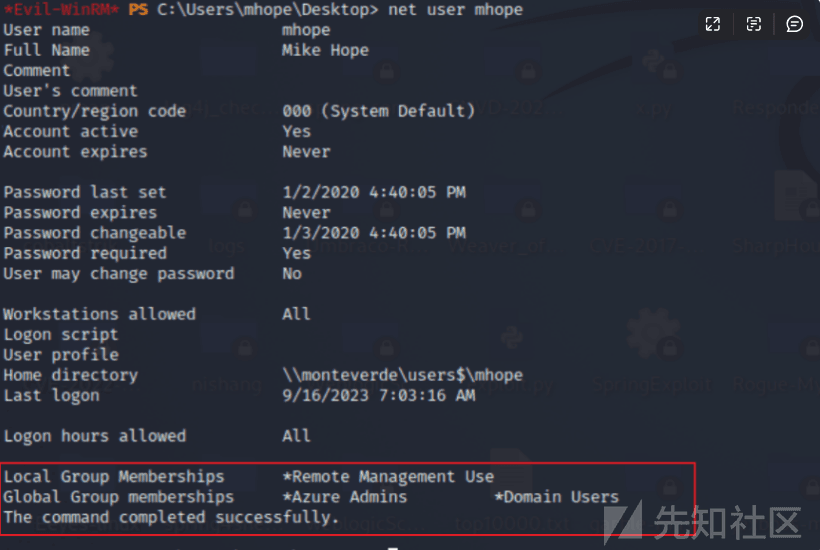 *Evil-WinRM* PS C:\Users\mhope\Desktop> net user mhope
User name mhope
Full Name Mike Hope
Comment
User's comment
Country/region code 000 (System Default)
Account active Yes
Account expires Never
Password last set 1/2/2020 4:40:05 PM
Password expires Never
Password changeable 1/3/2020 4:40:05 PM
Password required Yes
User may change password No
Workstations allowed All
Logon script
User profile
Home directory \\monteverde\users$\mhope
Last logon 9/16/2023 7:03:16 AM
Logon hours allowed All
Local Group Memberships *Remote Management Use
Global Group memberships *Azure Admins *Domain Users
The command completed successfully.
先知社区